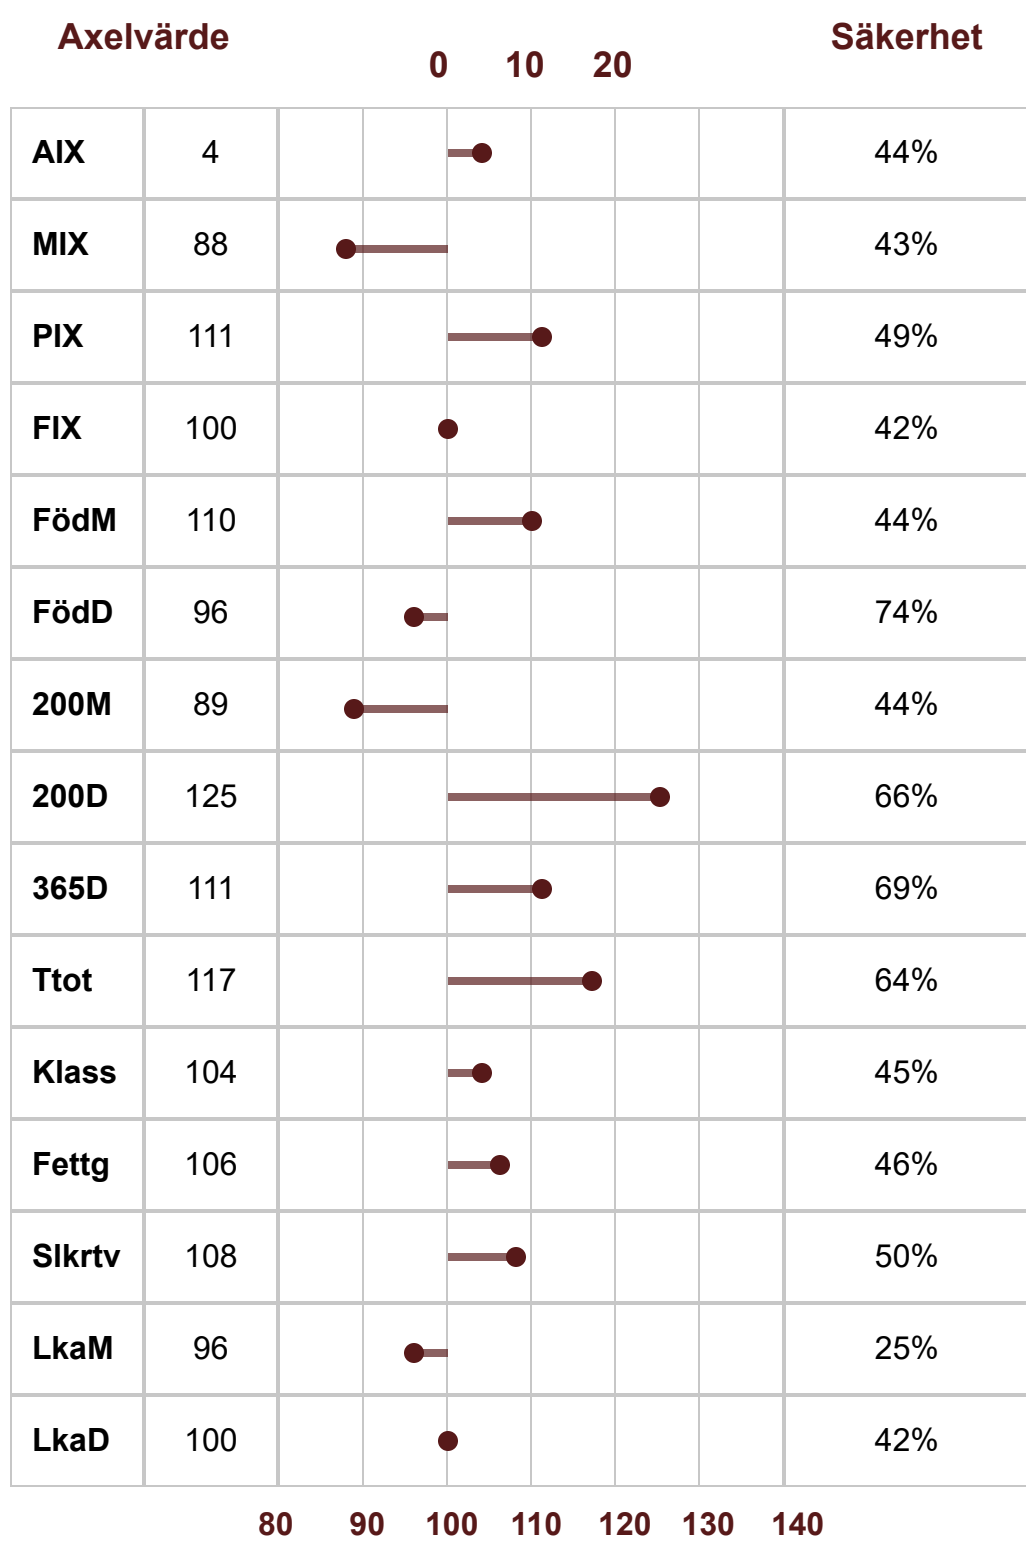 Axelvärde Säkerhet
0 10 20
AIX 4 44%
MIX 88 43%
PIX 111 49%
FIX 100 42%
FödM 110 44%
FödD 96 74%
200M 89 44%
200D 125 66%
365D 111 69%
Ttot 117 64%
Klass 104 45%
Fettg 106 46%
Slkrtv 108 50%
LkaM 96 25%
LkaD 100 42%
80 90 100 110 120 130 140